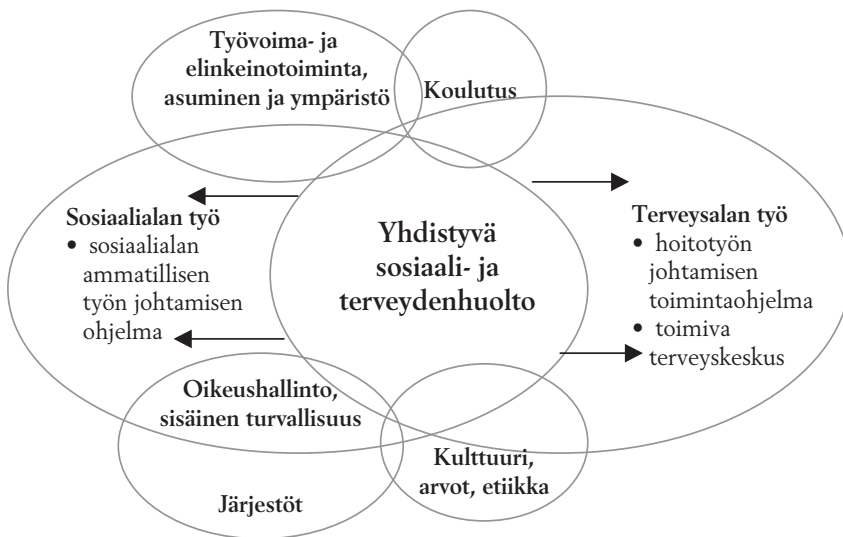 Työvoima- ja
elinkeinotoiminta,
asuminen ja ympäristö
Koulutus
Sosiaalialan työ
• sosiaalialan
ammatillisen
työn johtamisen
ohjelma
Yhdistyvä
sosiaali- ja
terveydenhuolto
Terveysalan työ
• hoitotyön
johtamisen
toimintaohjelma
• toimiva
terveyskeskus
Oikeushallinto,
sisäinen turvallisuus
Järjestöt
Kulttuuri,
arvot, etiikka